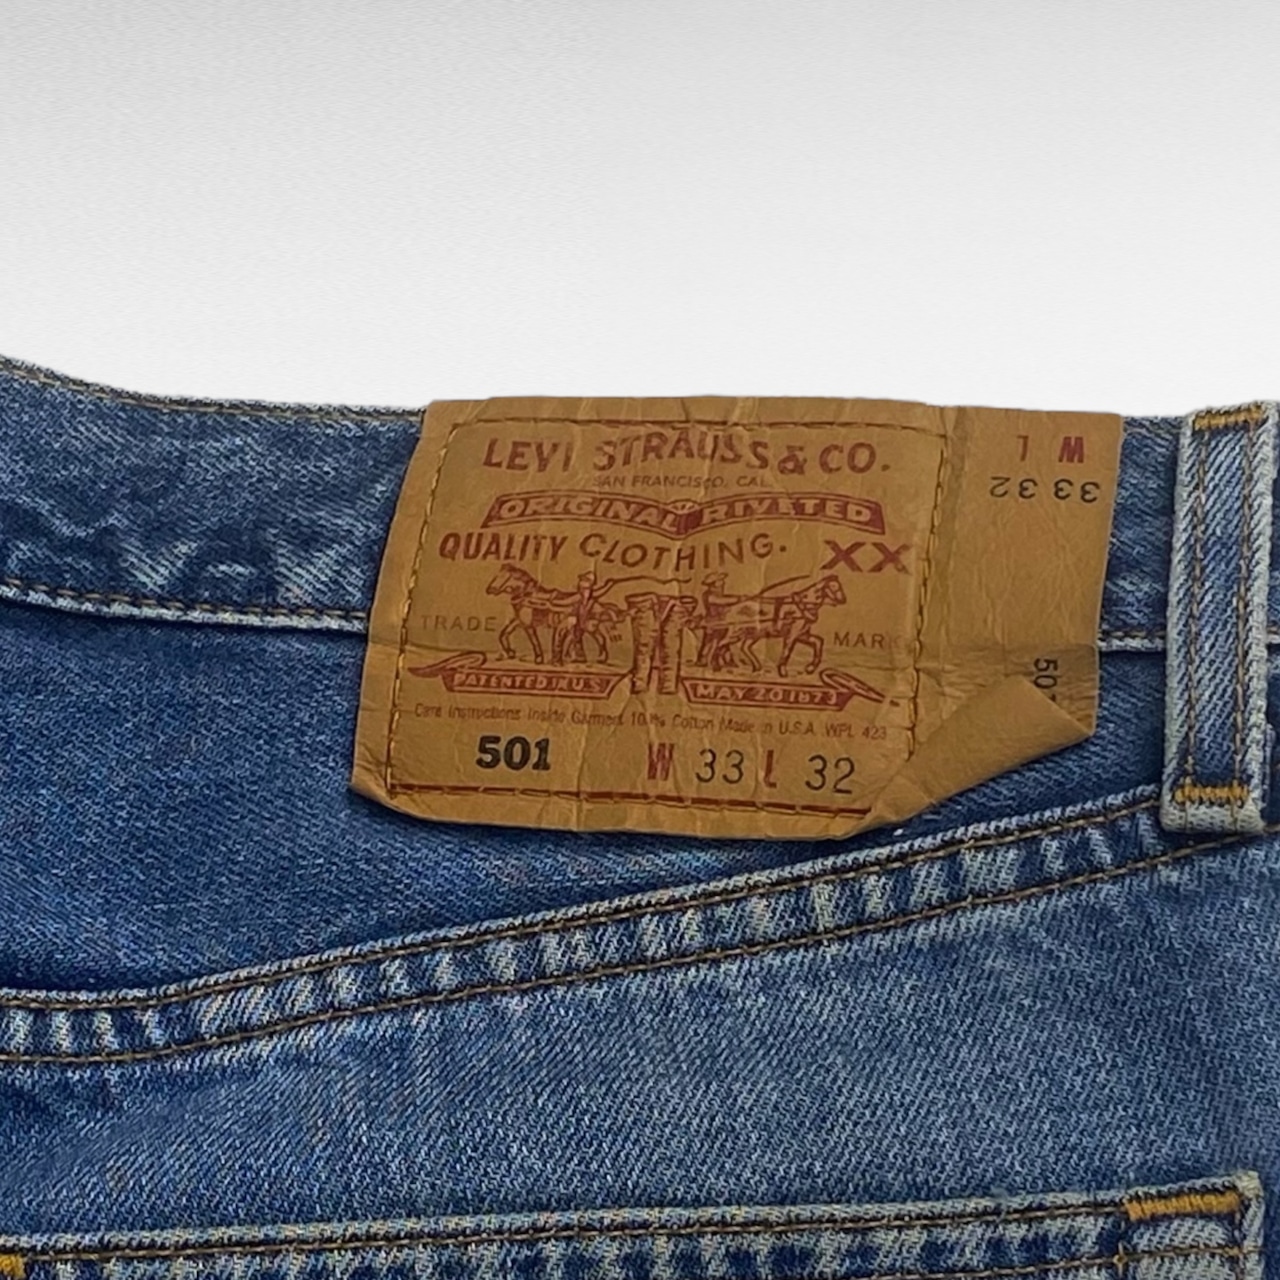 LEVI STRAUSS & CO.
SAN FRANCISCO, CAL.
ORIGINAL RIVETED
QUALITY CLOTHING. XX
TRADE MARK
PATENTED IN U.S. MAY 20 1873
Care Instructions Inside Garment 100% Cotton Made in U.S.A. WPL 423
501 W 33 L 32
W L
33 32